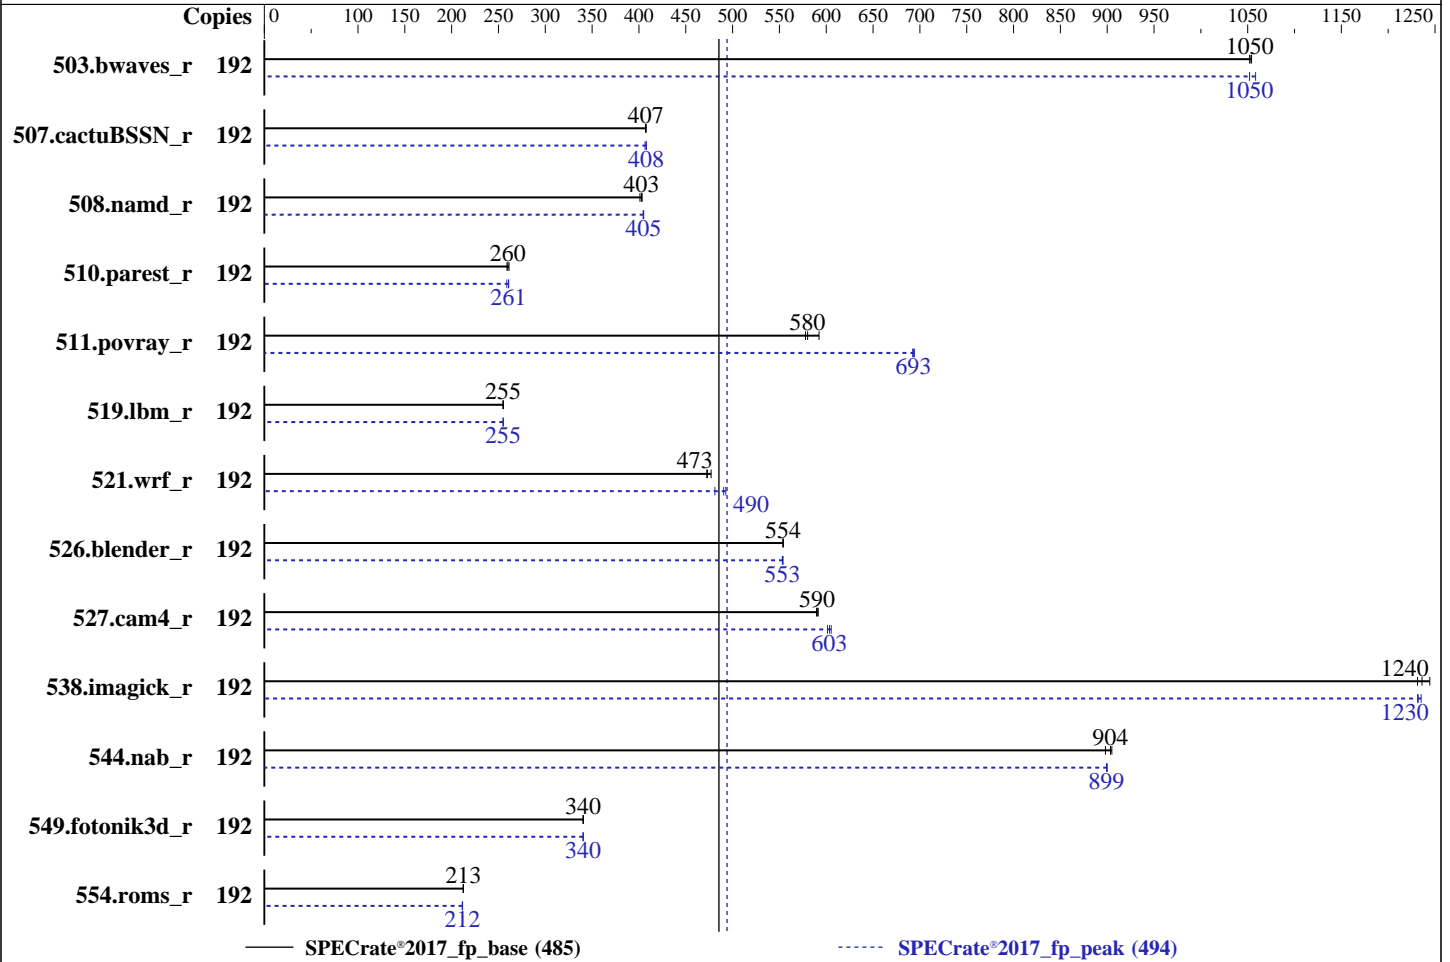 Copies 0 100 150 200 250 300 350 400 450 500 550 600 650 700 750 800 850 900 950 1050 1150 1250
1050
503.bwaves_r 192
1050
407
507.cactuBSSN_r 192
408
403
508.namd_r 192
405
260
510.parest_r 192
261
580
511.povray_r 192
693
255
519.lbm_r 192
255
473
521.wrf_r 192
490
554
526.blender_r 192
553
590
527.cam4_r 192
603
1240
538.imagick_r 192
1230
904
544.nab_r 192
899
340
549.fotonik3d_r 192
340
213
554.roms_r 192
212
SPECrate®2017_fp_base (485) SPECrate®2017_fp_peak (494)